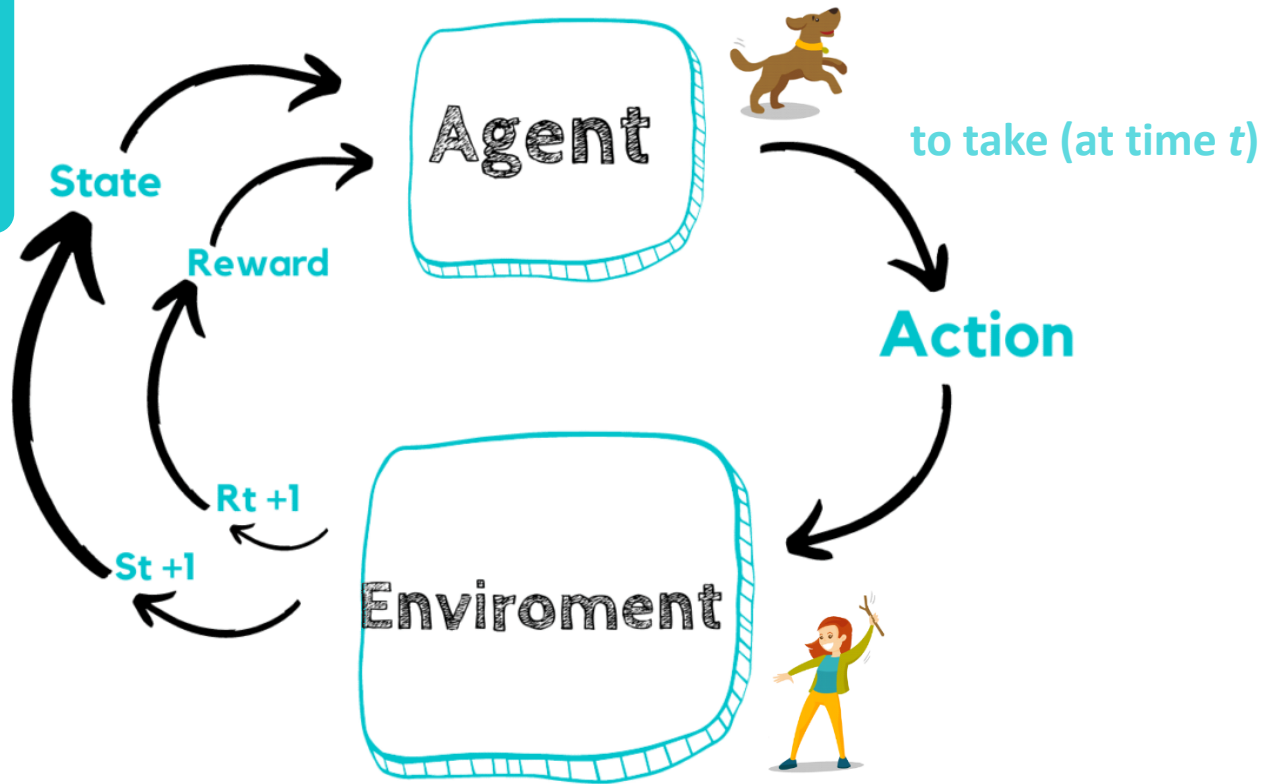 Agent
to take (at time t)
State
Reward
Action
Rt +1
St +1
Enviroment